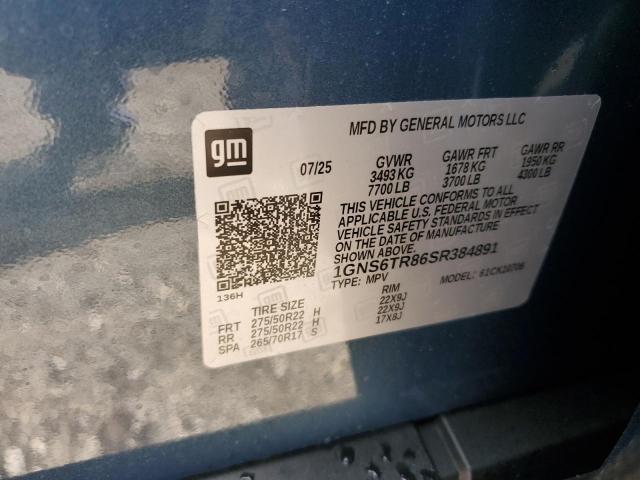 MFD BY GENERAL MOTORS LLC
gm
07/25
GVWR GAWR FRT GAWR RR
3493 KG 1678 KG 1950 KG
7700 LB 3700 LB 4300 LB
THIS VEHICLE CONFORMS TO ALL
APPLICABLE U.S. FEDERAL MOTOR
VEHICLE SAFETY STANDARDS IN EFFECT
ON THE DATE OF MANUFACTURE
SHOWN ABOVE.
1GNS6TR86SR384891
TYPE: MPV MODEL: 61CK10706
136H
TIRE SIZE RIM
FRT 275/50R22 H 22X9J
RR 275/50R22 H 22X9J
SPA 265/70R17 S 17X8J